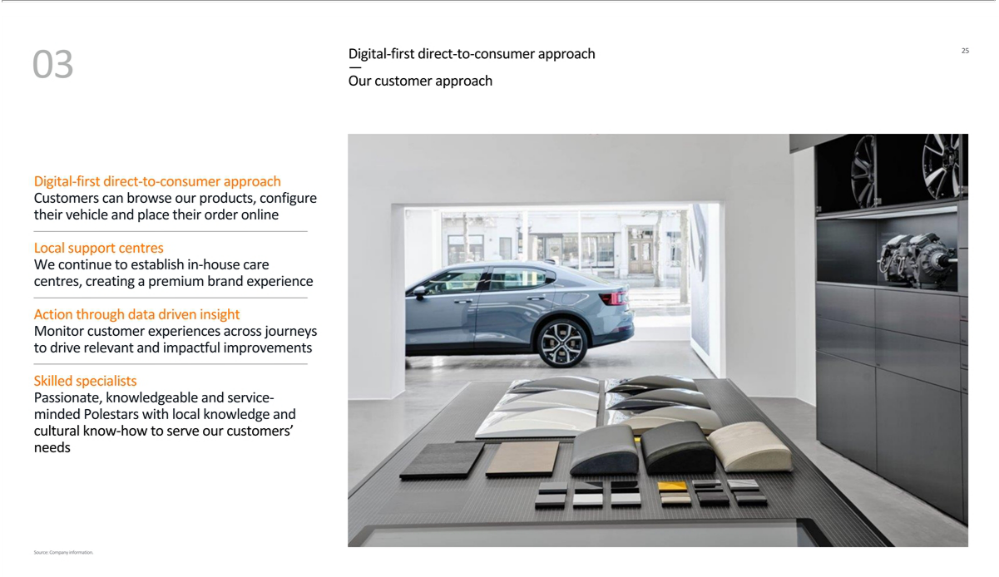 03
Digital-first direct-to-consumer approach
—
Our customer approach
25
Digital-first direct-to-consumer approach
Customers can browse our products, configure
their vehicle and place their order online
Local support centres
We continue to establish in-house care
centres, creating a premium brand experience
Action through data driven insight
Monitor customer experiences across journeys
to drive relevant and impactful improvements
Skilled specialists
Passionate, knowledgeable and service-
minded Polestars with local knowledge and
cultural know-how to serve our customers’
needs
Source: Company information.